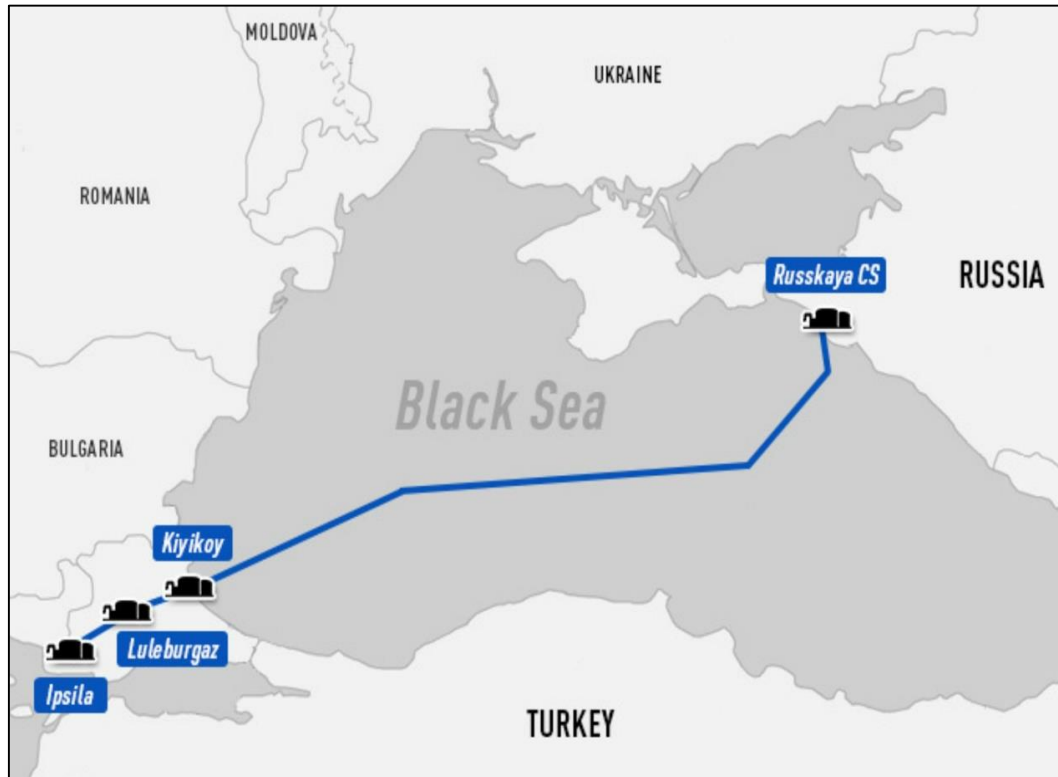 MOLDOVA
UKRAINE
ROMANIA
Russkaya CS
RUSSIA
Black Sea
BULGARIA
Kiyikoy
Luleburgaz
Ipsila
TURKEY